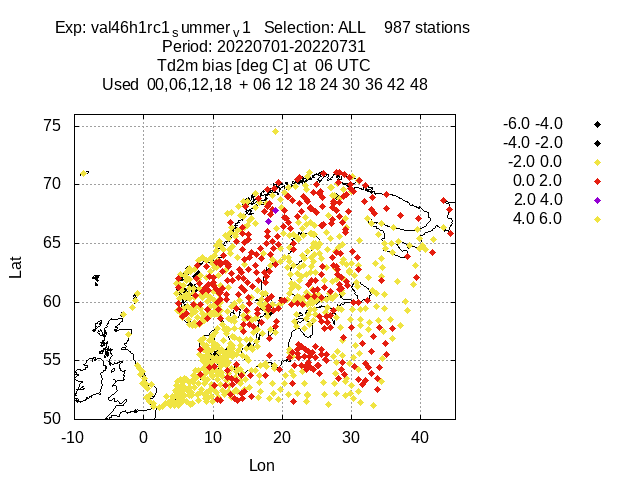 Exp: val46h1rc1summerv1 Selection: ALL 987 stations
Period: 20220701-20220731
Td2m bias [deg C] at 06 UTC
Used 00,06,12,18 + 06 12 18 24 30 36 42 48
-6.0 -4.0
-4.0 -2.0
-2.0 0.0
0.0 2.0
2.0 4.0
4.0 6.0
75
70
65
60
55
50
Lat
-10 0 10 20 30 40
Lon